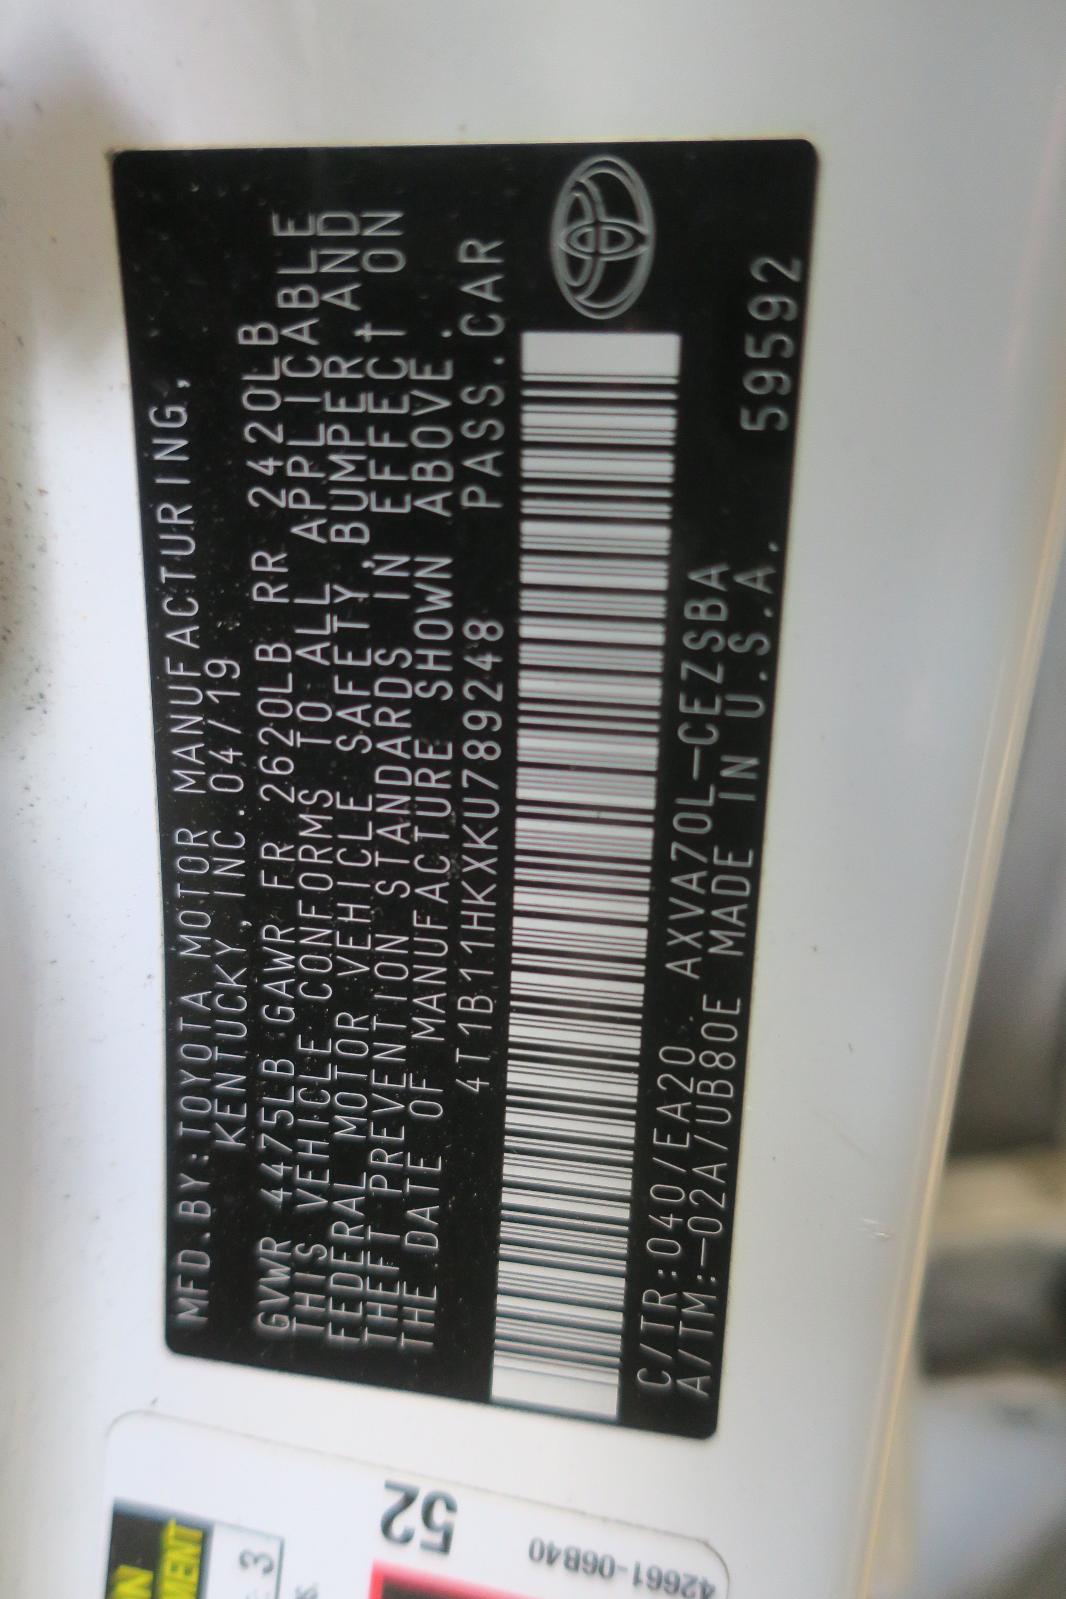 MFD.BY:TOYOTA MOTOR MANUFACTURING,
KENTUCKY, INC. 04/19
GVWR 4475LB GAWR FR 2620LB RR 2420LB
THIS VEHICLE CONFORMS TO ALL APPLICABLE
FEDERAL MOTOR VEHICLE SAFETY, BUMPER AND
THEFT PREVENTION STANDARDS IN EFFECT ON
THE DATE OF MANUFACTURE SHOWN ABOVE.
4T1B11HKXKU789248 PASS.CAR
C/TR:040/EA20 AXVA70L-CEZSBA
A/TM:-02A/UB80E MADE IN U.S.A. 59592
52
42661-06B40
3